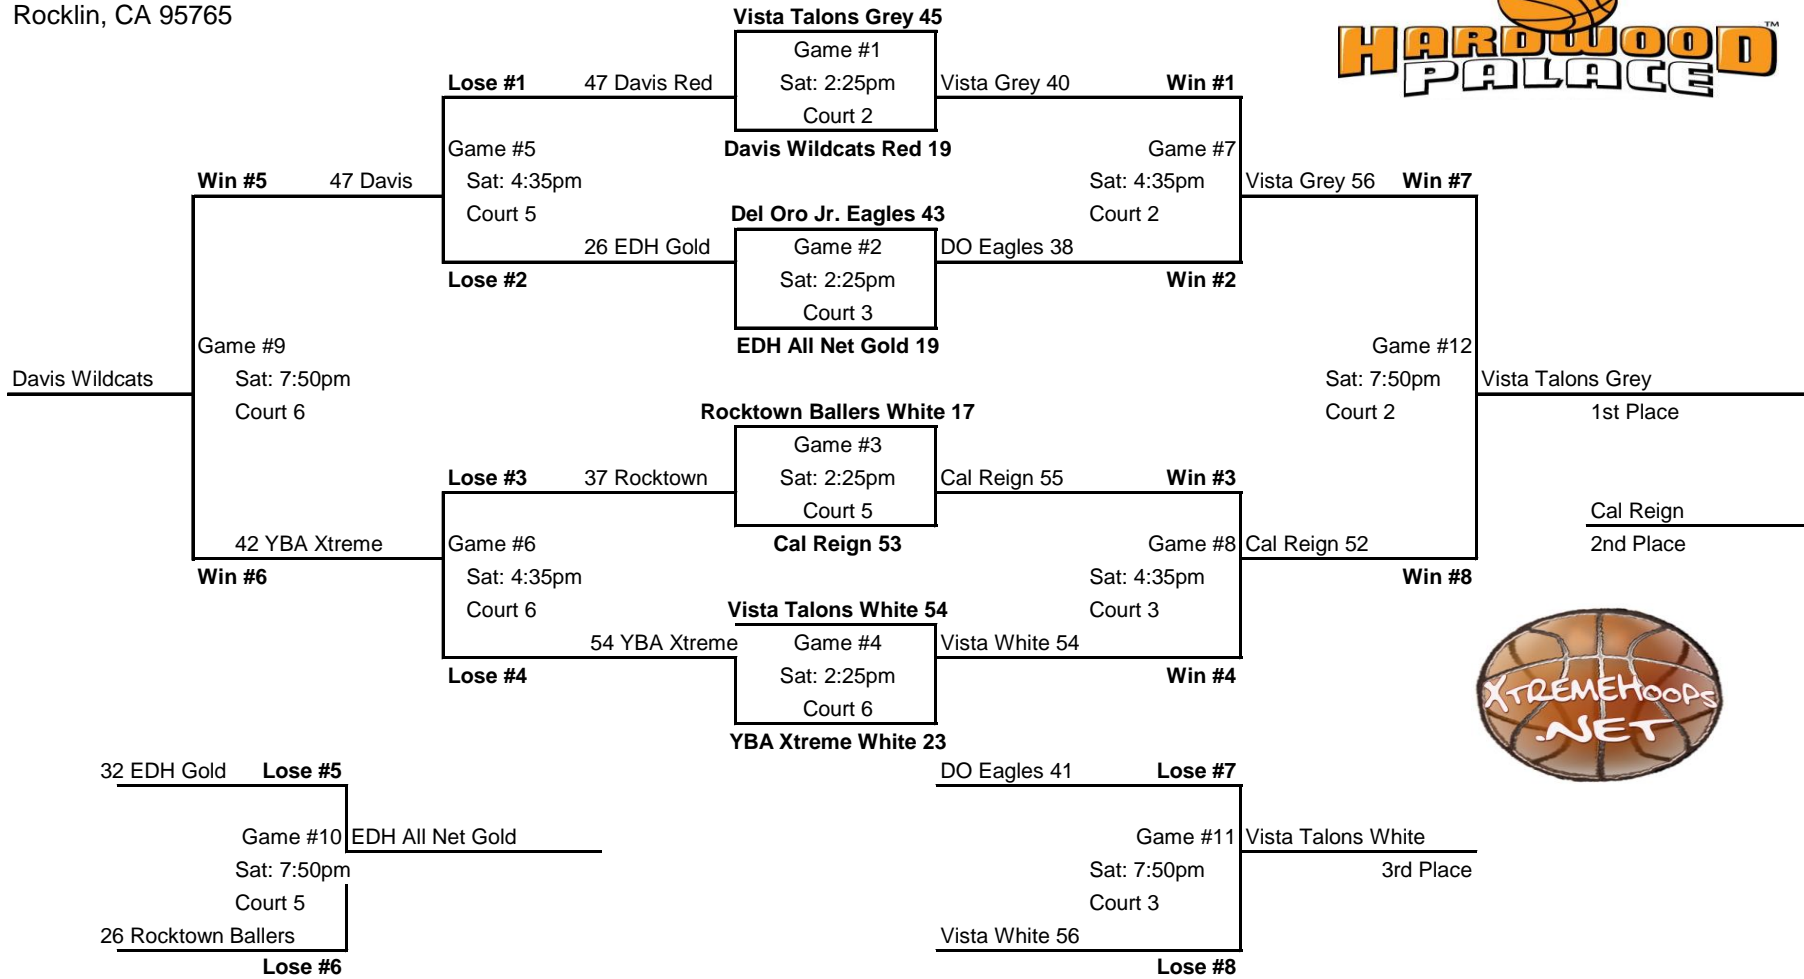 Rocklin, CA 95765
HARDWOOD
PALACE
TM
Vista Talons Grey 45
Game #1
Lose #1 47 Davis Red Sat: 2:25pm Vista Grey 40 Win #1
Court 2
Game #5 Davis Wildcats Red 19 Game #7
Win #5 47 Davis Sat: 4:35pm Sat: 4:35pm Vista Grey 56 Win #7
Court 5 Del Oro Jr. Eagles 43 Court 2
26 EDH Gold Game #2 DO Eagles 38
Lose #2 Sat: 2:25pm Win #2
Court 3
Game #9 EDH All Net Gold 19 Game #12
Davis Wildcats Sat: 7:50pm Sat: 7:50pm Vista Talons Grey
Court 6 Rocktown Ballers White 17 Court 2 1st Place
Game #3
Lose #3 37 Rocktown Sat: 2:25pm Cal Reign 55 Win #3
Court 5 Cal Reign
42 YBA Xtreme Game #6 Cal Reign 53 Game #8 Cal Reign 52 2nd Place
Win #6 Sat: 4:35pm Sat: 4:35pm Win #8
Court 6 Vista Talons White 54 Court 3
54 YBA Xtreme Game #4 Vista White 54
Lose #4 Sat: 2:25pm Win #4
Court 6
XTREMEHOOPS
.NET
YBA Xtreme White 23
32 EDH Gold Lose #5 DO Eagles 41 Lose #7
Game #10 EDH All Net Gold Game #11 Vista Talons White
Sat: 7:50pm Sat: 7:50pm 3rd Place
Court 5 Court 3
26 Rocktown Ballers Vista White 56
Lose #6 Lose #8